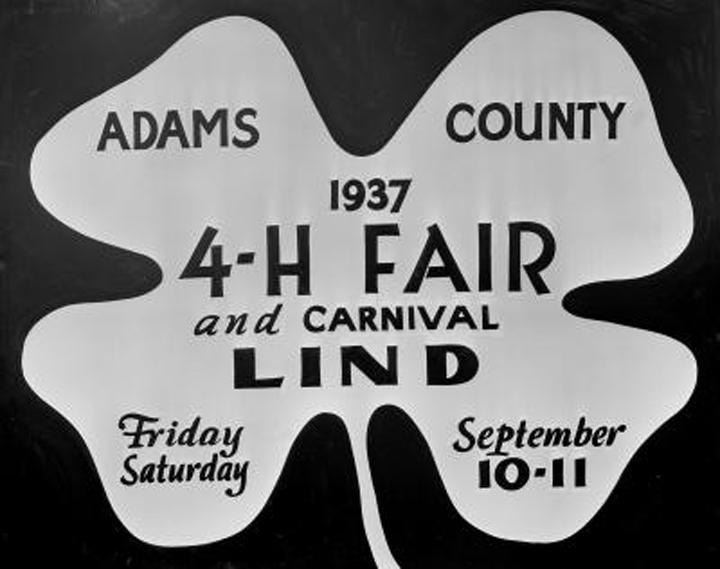 ADAMS COUNTY
1937
4-H FAIR
and CARNIVAL
LIND
Friday
Saturday
September
10-11